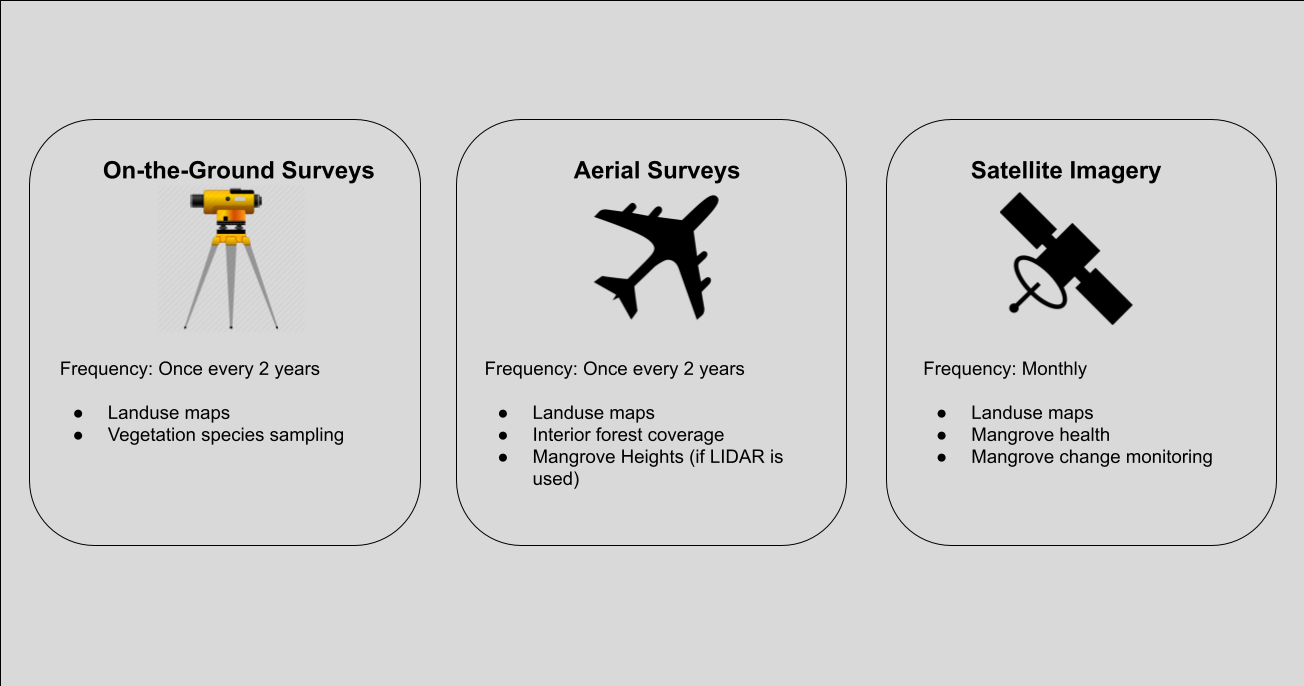 On-the-Ground Surveys
Frequency: Once every 2 years
● Landuse maps
● Vegetation species sampling
Aerial Surveys
Frequency: Once every 2 years
● Landuse maps
● Interior forest coverage
● Mangrove Heights (if LIDAR is
used)
Satellite Imagery
Frequency: Monthly
● Landuse maps
● Mangrove health
● Mangrove change monitoring